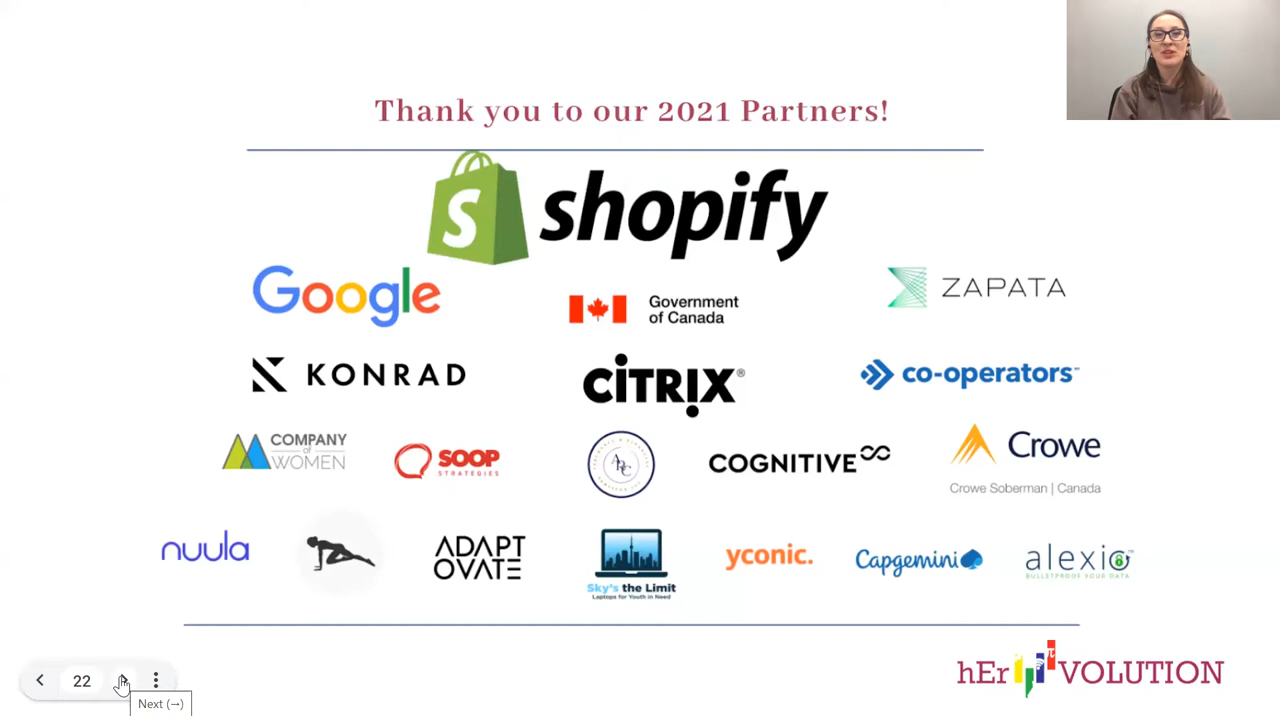 Thank you to our 2021 Partners!
S shopify
Google
Government
of Canada
ZAPATA
KONRAD
CiTRIX®
co-operators™
COMPANY
of
WOMEN
SOOP
STRATEGIES
COGNITIVE
Crowe
Crowe Soberman | Canada
nuula
ADAPT
OVATE
Sky's the Limit
Laptops for Youth in Need
yconic.
Capgemini
alexio™
BULLETPROOF YOUR DATA
22
Next (→)
hEr VOLUTION
π